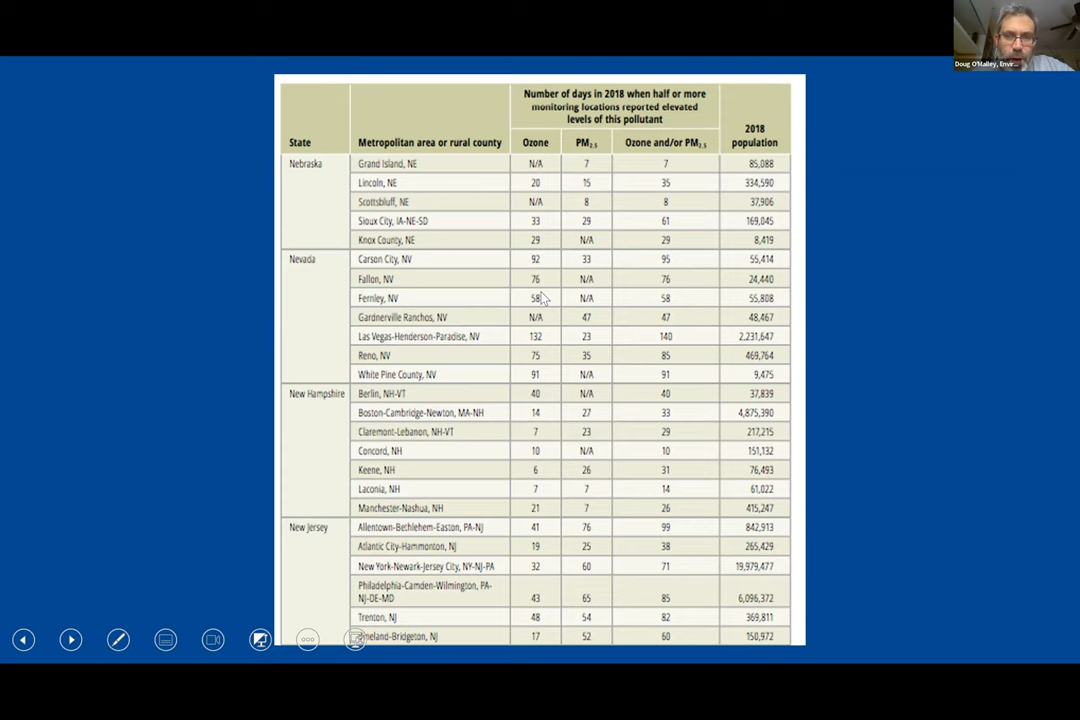 Doug O'Malley, Envir...
Number of days in 2018 when half or more
monitoring locations reported elevated
levels of this pollutant
State Metropolitan area or rural county Ozone PM2.5 Ozone and/or PM2.5 2018
population
Nebraska Grand Island, NE N/A 7 7 85,088
Lincoln, NE 20 15 35 334,590
Scottsbluff, NE N/A 8 8 37,906
Sioux City, IA-NE-SD 33 29 61 169,045
Knox County, NE 29 N/A 29 8,419
Nevada Carson City, NV 92 33 95 55,414
Fallon, NV 76 N/A 76 24,440
Fernley, NV 58 N/A 58 55,808
Gardnerville Ranchos, NV N/A 47 47 48,467
Las Vegas-Henderson-Paradise, NV 132 23 140 2,231,647
Reno, NV 75 35 85 469,764
White Pine County, NV 91 N/A 91 9,475
New Hampshire Berlin, NH-VT 40 N/A 40 37,839
Boston-Cambridge-Newton, MA-NH 14 27 33 4,875,390
Claremont-Lebanon, NH-VT 7 23 29 217,215
Concord, NH 10 N/A 10 151,132
Keene, NH 6 26 31 76,493
Laconia, NH 7 7 14 61,022
Manchester-Nashua, NH 21 7 26 415,247
New Jersey Allentown-Bethlehem-Easton, PA-NJ 41 76 99 842,913
Atlantic City-Hammonton, NJ 19 25 38 265,429
New York-Newark-Jersey City, NY-NJ-PA 32 60 71 19,979,477
Philadelphia-Camden-Wilmington, PA-
NJ-DE-MD 43 65 85 6,096,372
Trenton, NJ 48 54 82 369,811
Vineland-Bridgeton, NJ 17 52 60 150,972